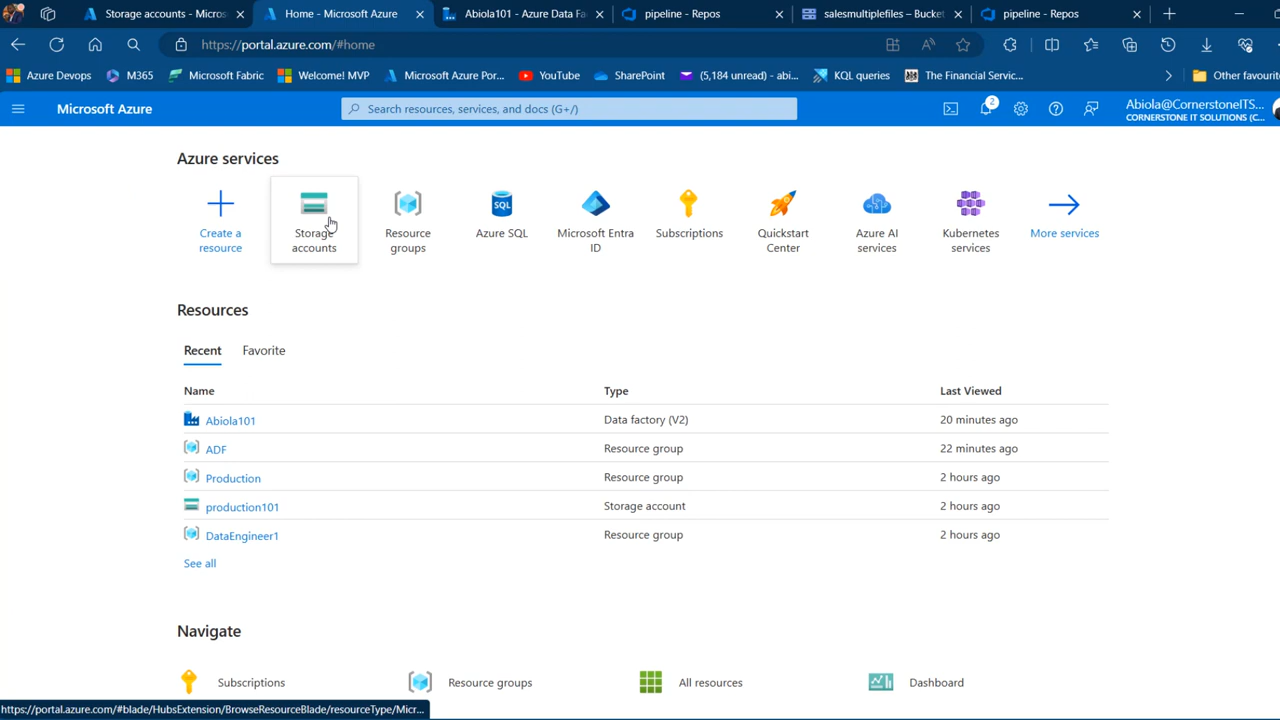 Storage accounts - Micros
Home - Microsoft Azure
Abiola101 - Azure Data Fa
pipeline - Repos
salesmultiplefiles – Bucket
pipeline - Repos
https://portal.azure.com/#home
Azure Devops
M365
Microsoft Fabric
Welcome! MVP
Microsoft Azure Por...
YouTube
SharePoint
(5,184 unread) - abi...
KQL queries
The Financial Servic...
Other favourite
Microsoft Azure
Search resources, services, and docs (G+/)
2
Abiola@CornerstoneITS...
CORNERSTONE IT SOLUTIONS (C...
Azure services
Create a
resource
Storage
accounts
Resource
groups
SQL
Azure SQL
Microsoft Entra
ID
Subscriptions
Quickstart
Center
Azure AI
services
Kubernetes
services
More services
Resources
Recent
Favorite
Name
Type
Last Viewed
Abiola101
Data factory (V2)
20 minutes ago
ADF
Resource group
22 minutes ago
Production
Resource group
2 hours ago
production101
Storage account
2 hours ago
DataEngineer1
Resource group
2 hours ago
See all
Navigate
Subscriptions
Resource groups
All resources
Dashboard
https://portal.azure.com/#blade/HubsExtension/BrowseResourceBlade/resourceType/Micr...